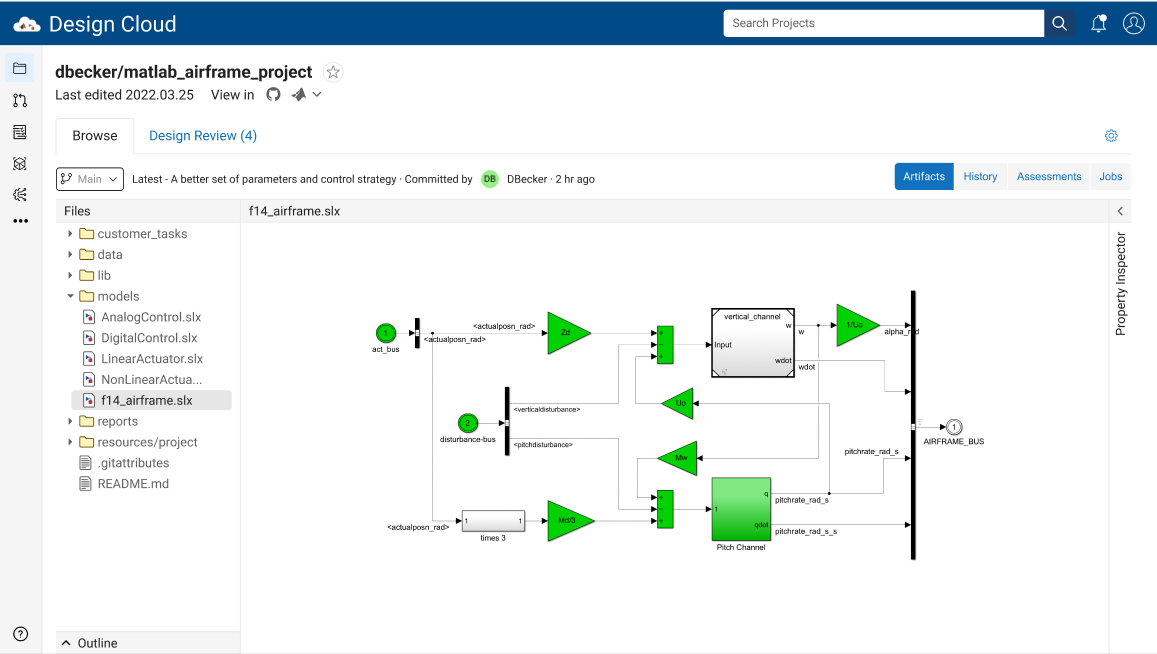 Design Cloud
Search Projects
dbecker/matlab_airframe_project
Last edited 2022.03.25 View in
Browse
Design Review (4)
Main
Latest - A better set of parameters and control strategy · Committed by DB DBecker · 2 hr ago
Artifacts
History
Assessments
Jobs
Files
customer_tasks
data
lib
models
AnalogControl.slx
DigitalControl.slx
LinearActuator.slx
NonLinearActua...
f14_airframe.slx
reports
resources/project
.gitattributes
README.md
Outline
f14_airframe.slx
Property Inspector
1
act_bus
<actualposn_rad>
<actualposn_rad>
Zd
+
−
+
vertical_channel
Input
w
wdot
w
wdot
1/Uo
alpha_rad
Uo
2
disturbance-bus
<verticaldisturbance>
<pitchdisturbance>
Mw
1
AIRFRAME_BUS
pitchrate_rad_s
<actualposn_rad>
1 1
times 3
Md/3
+
−
+
1
q
qdot
Pitch Channel
pitchrate_rad_s
pitchrate_rad_s_s